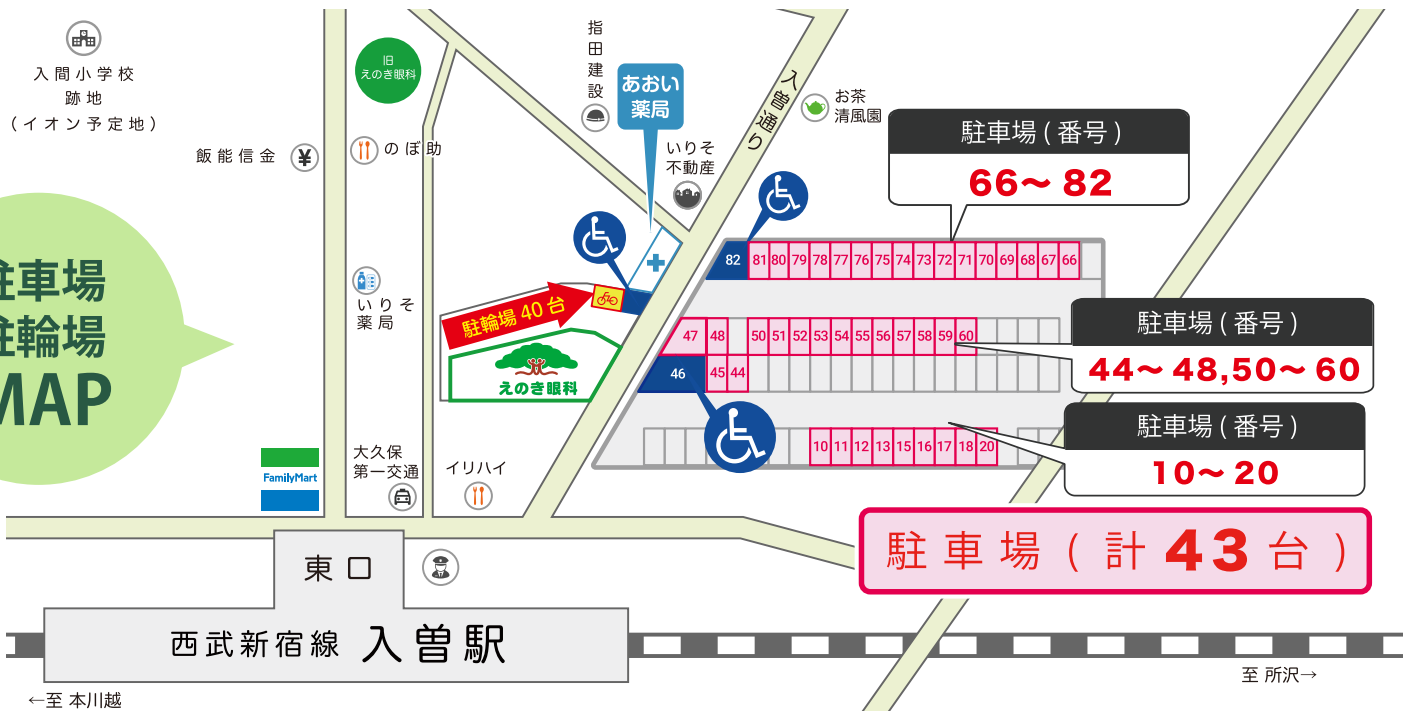 入間小学校
跡地
(イオン予定地)
旧
えのき眼科
飯能信金
¥
のぼ助
指田建設
あおい
薬局
いりそ
不動産
入曽通り
お茶
清風園
駐車場(番号)
66〜82
82 81 80 79 78 77 76 75 74 73 72 71 70 69 68 67 66
車場
輪場
MAP
いりそ
薬局
駐輪場40台
えのき眼科
47 48 50 51 52 53 54 55 56 57 58 59 60
46 45 44
駐車場(番号)
44〜48,50〜60
10 11 12 13 15 16 17 18 20
駐車場(番号)
10〜20
FamilyMart
大久保
第一交通
イリハイ
駐車場(計43台)
東口
西武新宿線 入曽駅
←至 本川越
至 所沢→